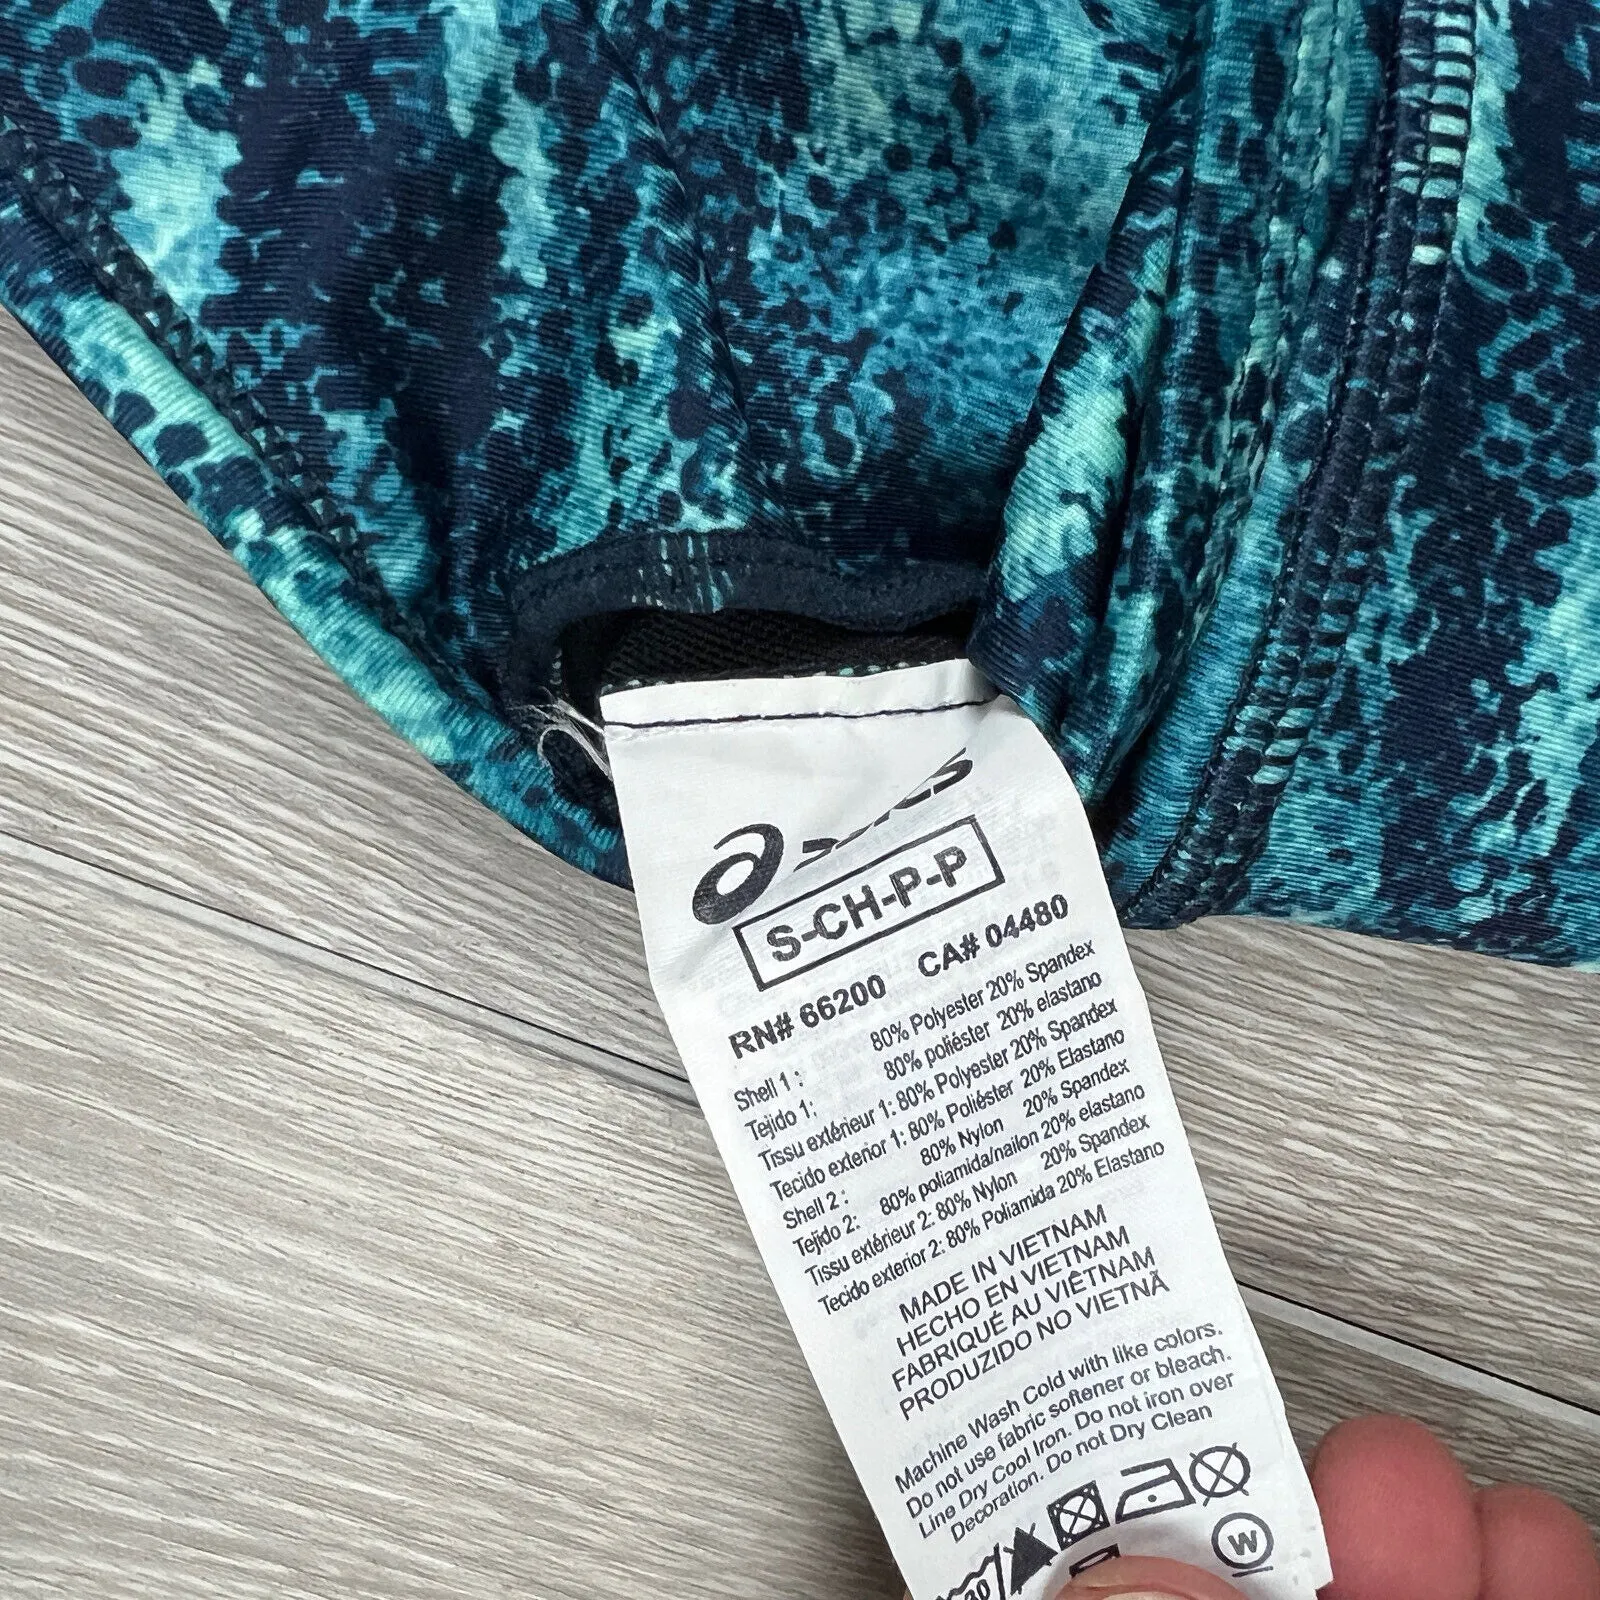 asics
S-CH-P-P
RN# 66200 CA# 04480
Shell 1 : 80% Polyester 20% Spandex
Tejido 1: 80% poliéster 20% elastano
Tissu extérieur 1: 80% Polyester 20% Spandex
Tecido exterior 1: 80% Poliéster 20% Elastano
Shell 2 : 80% Nylon 20% Spandex
Tejido 2: 80% poliamida/nailon 20% elastano
Tissu extérieur 2: 80% Nylon 20% Spandex
Tecido exterior 2: 80% Poliamida 20% Elastano
MADE IN VIETNAM
HECHO EN VIETNAM
FABRIQUÉ AU VIÊTNAM
PRODUZIDO NO VIETNÃ
Machine Wash Cold with like colors.
Do not use fabric softener or bleach.
Line Dry Cool Iron. Do not iron over
Decoration. Do not Dry Clean
30
W